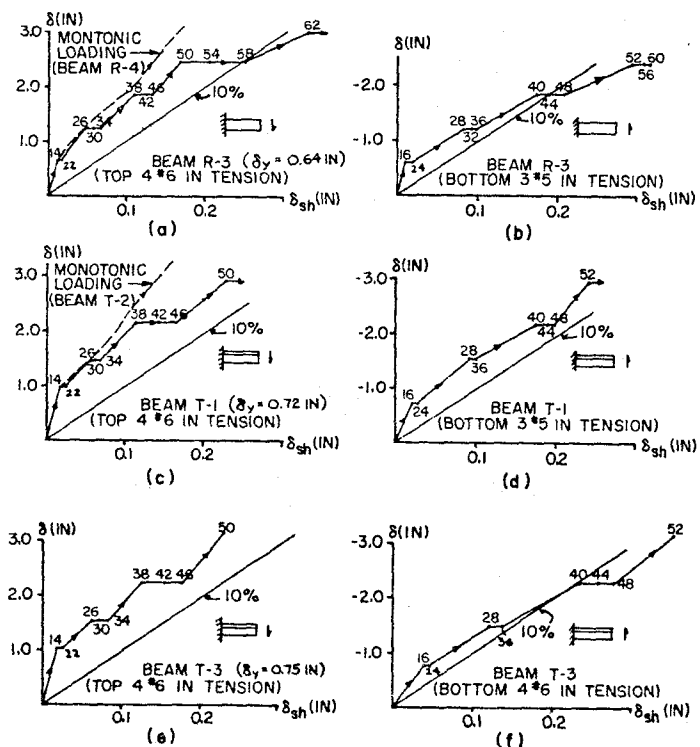 δ(IN)
3.0
2.0
1.0
MONTONIC
LOADING
(BEAM R-4)
14
22
26
30
34
38
46
42
50
54
58
62
10%
BEAM R-3 (δy = 0.64 IN)
(TOP 4 #6 IN TENSION)
0.1
0.2
δsh(IN)
(a)
δ(IN)
-2.0
-1.0
16
24
28
36
32
40
48
44
52
60
56
10%
BEAM R-3
(BOTTOM 3 #5 IN TENSION)
0.1
0.2
δsh(IN)
(b)
δ(IN)
3.0
2.0
1.0
MONOTONIC
LOADING
(BEAM T-2)
14
22
26
30
34
38
42
46
50
10%
BEAM T-1 (δy = 0.72 IN)
(TOP 4 #6 IN TENSION)
0.1
0.2
δsh(IN)
(c)
δ(IN)
-3.0
-2.0
-1.0
16
24
28
36
40
48
44
52
10%
BEAM T-1
(BOTTOM 3 #5 IN TENSION)
0.1
0.2
δsh(IN)
(d)
δ(IN)
3.0
2.0
1.0
14
22
26
30
34
38
42
46
50
10%
BEAM T-3 (δy = 0.75 IN)
(TOP 4 #6 IN TENSION)
0.1
0.2
δsh(IN)
(e)
δ(IN)
-3.0
-2.0
-1.0
16
24
28
36
40
44
48
52
10%
BEAM T-3
(BOTTOM 4 #6 IN TENSION)
0.1
0.2
δsh(IN)
(f)